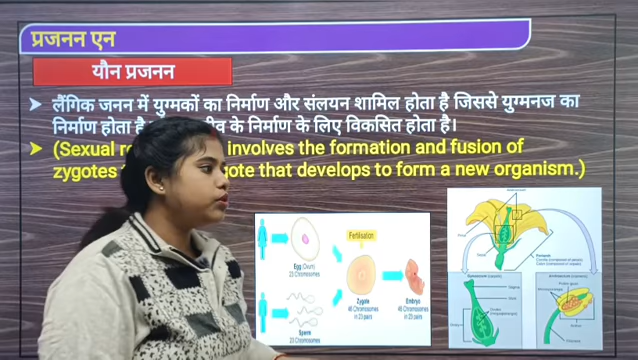 प्रजनन एन
यौन प्रजनन
लैंगिक जनन में युग्मकों का निर्माण और संलयन शामिल होता है जिससे युग्मनज का
निर्माण होता है के निर्माण के लिए विकसित होता है।
(Sexual involves the formation and fusion of
zygotes that develops to form a new organism.)
Fertilisation
Egg (Ovum)
23 Chromosomes
Zygote
46 Chromosomes
in 23 pairs
Embryo
46 Chromosomes
in 23 pairs
Sperm
23 Chromosomes